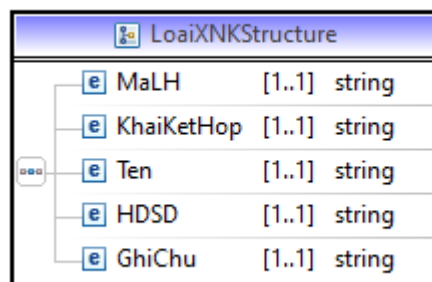 LoaiXNKStructure
MaLH [1..1] string
KhaiKetHop [1..1] string
Ten [1..1] string
HDSD [1..1] string
GhiChu [1..1] string